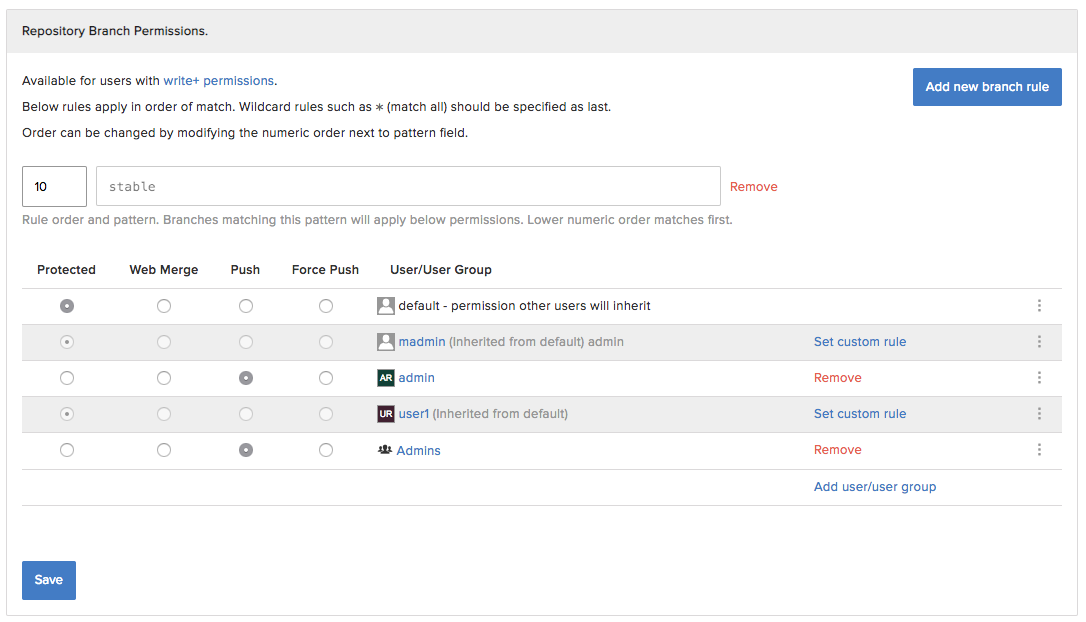 Repository Branch Permissions.
Available for users with write+ permissions.
Add new branch rule
Below rules apply in order of match. Wildcard rules such as * (match all) should be specified as last.
Order can be changed by modifying the numeric order next to pattern field.
10 stable Remove
Rule order and pattern. Branches matching this pattern will apply below permissions. Lower numeric order matches first.
Protected Web Merge Push Force Push User/User Group
default - permission other users will inherit
madmin (Inherited from default) admin Set custom rule
AR admin Remove
UR user1 (Inherited from default) Set custom rule
Admins Remove
Add user/user group
Save